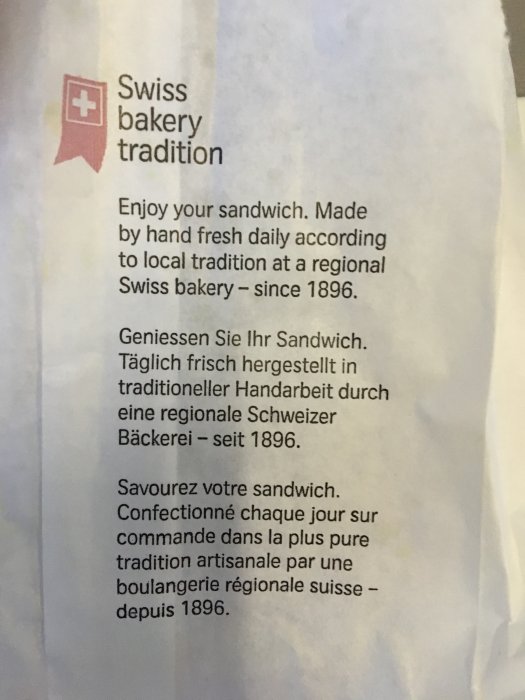 Swiss
bakery
tradition
Enjoy your sandwich. Made
by hand fresh daily according
to local tradition at a regional
Swiss bakery – since 1896.
Geniessen Sie Ihr Sandwich.
Täglich frisch hergestellt in
traditioneller Handarbeit durch
eine regionale Schweizer
Bäckerei – seit 1896.
Savourez votre sandwich.
Confectionné chaque jour sur
commande dans la plus pure
tradition artisanale par une
boulangerie régionale suisse –
depuis 1896.